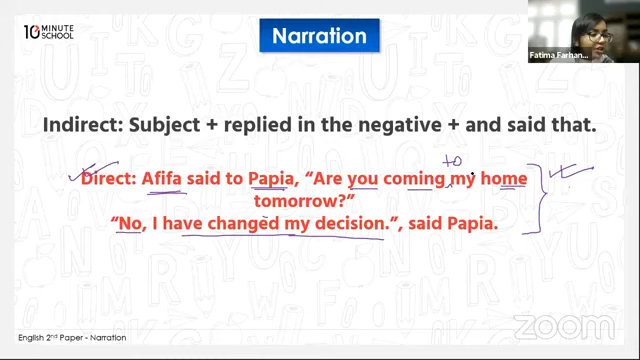 10 MINUTE
SCHOOL
Narration
Fatima Farhan...
Indirect: Subject + replied in the negative + and said that.
to
Direct: Afifa said to Papia, “Are you coming my home
tomorrow?”
“No, I have changed my decision.”, said Papia.
English 2nd Paper - Narration
zoom